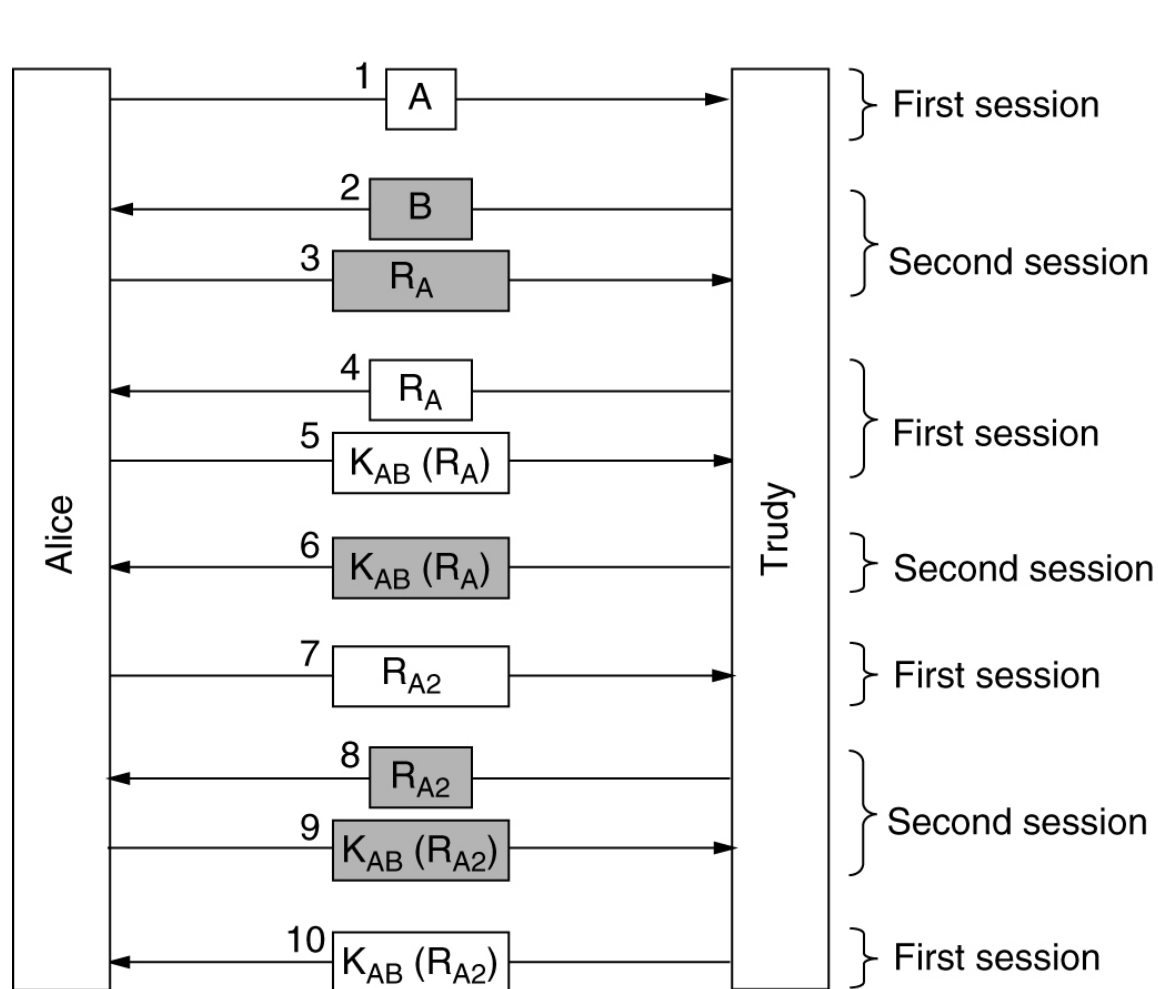 1
A
First session
2
B
3
R_A
Second session
4
R_A
5
K_AB (R_A)
First session
6
K_AB (R_A)
Second session
7
R_A2
First session
8
R_A2
9
K_AB (R_A2)
Second session
10
K_AB (R_A2)
First session
Alice
Trudy